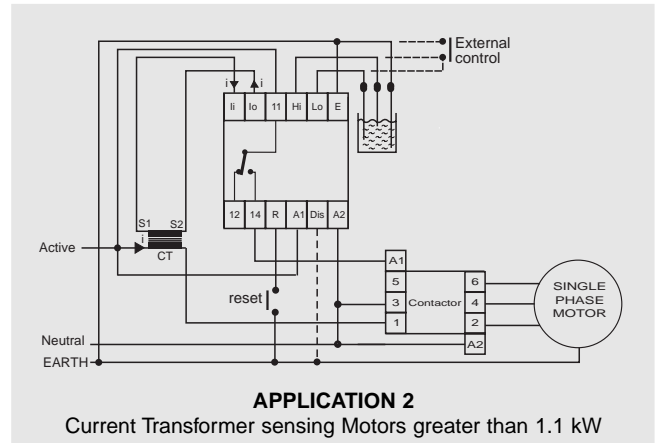 External
control
i i
Ii Io 11 Hi Lo E
12 14 R A1 Dis A2
S1 S2
i
Active
CT
A1
5 6
reset
3 Contactor 4
1 2
A2
SINGLE
PHASE
MOTOR
Neutral
EARTH
APPLICATION 2
Current Transformer sensing Motors greater than 1.1 kW